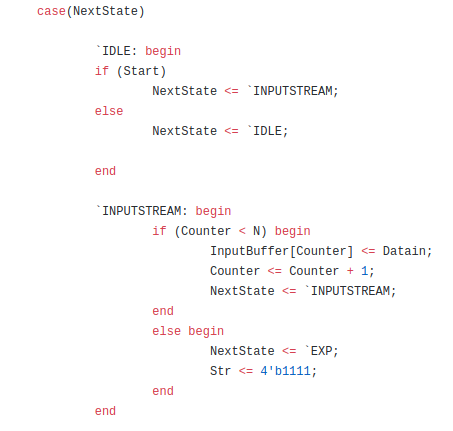 case(NextState)
`IDLE: begin
if (Start)
NextState <= `INPUTSTREAM;
else
NextState <= `IDLE;
end
`INPUTSTREAM: begin
if (Counter < N) begin
InputBuffer[Counter] <= Datain;
Counter <= Counter + 1;
NextState <= `INPUTSTREAM;
end
else begin
NextState <= `EXP;
Str <= 4'b1111;
end
end